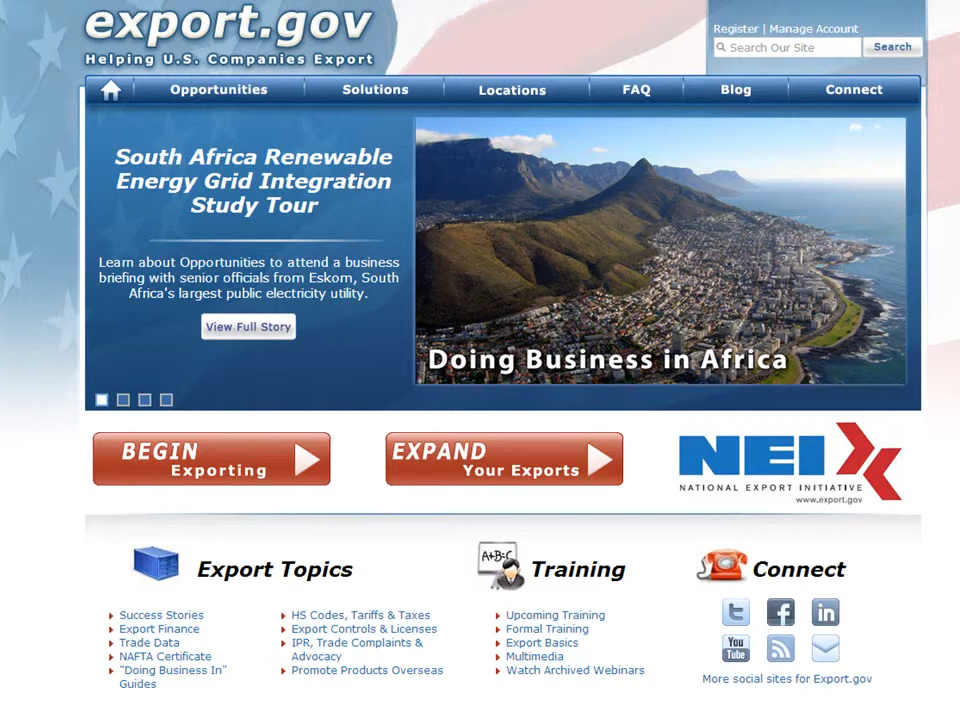 export.gov
Helping U.S. Companies Export
Register | Manage Account
Search Our Site
Search
Opportunities
Solutions
Locations
FAQ
Blog
Connect
South Africa Renewable
Energy Grid Integration
Study Tour
Learn about Opportunities to attend a business
briefing with senior officials from Eskom, South
Africa's largest public electricity utility.
View Full Story
Doing Business in Africa
BEGIN
Exporting
EXPAND
Your Exports
NEI
NATIONAL EXPORT INITIATIVE
www.export.gov
Export Topics
Success Stories
Export Finance
Trade Data
NAFTA Certificate
"Doing Business In"
Guides
HS Codes, Tariffs & Taxes
Export Controls & Licenses
IPR, Trade Complaints &
Advocacy
Promote Products Overseas
A+B=C
Training
Upcoming Training
Formal Training
Export Basics
Multimedia
Watch Archived Webinars
Connect
t
f
in
You
Tube
More social sites for Export.gov